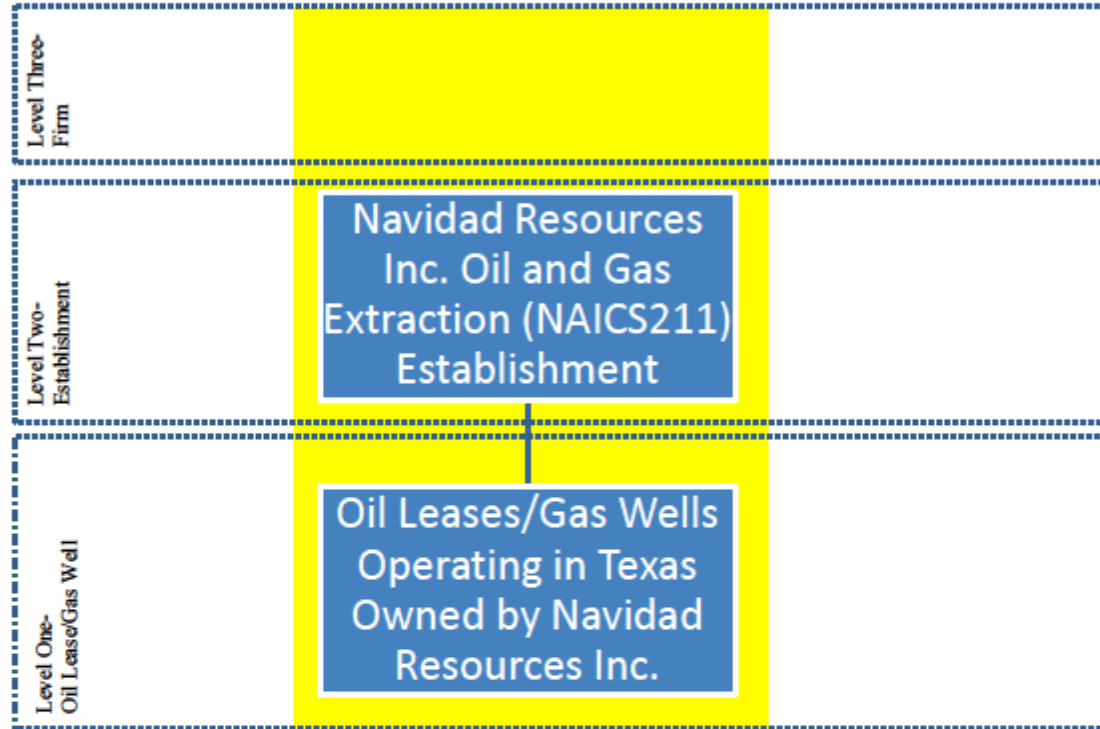 Level Three-
Firm
Level Two-
Establishment
Navidad Resources
Inc. Oil and Gas
Extraction (NAICS211)
Establishment
Level One-
Oil Lease/Gas Well
Oil Leases/Gas Wells
Operating in Texas
Owned by Navidad
Resources Inc.